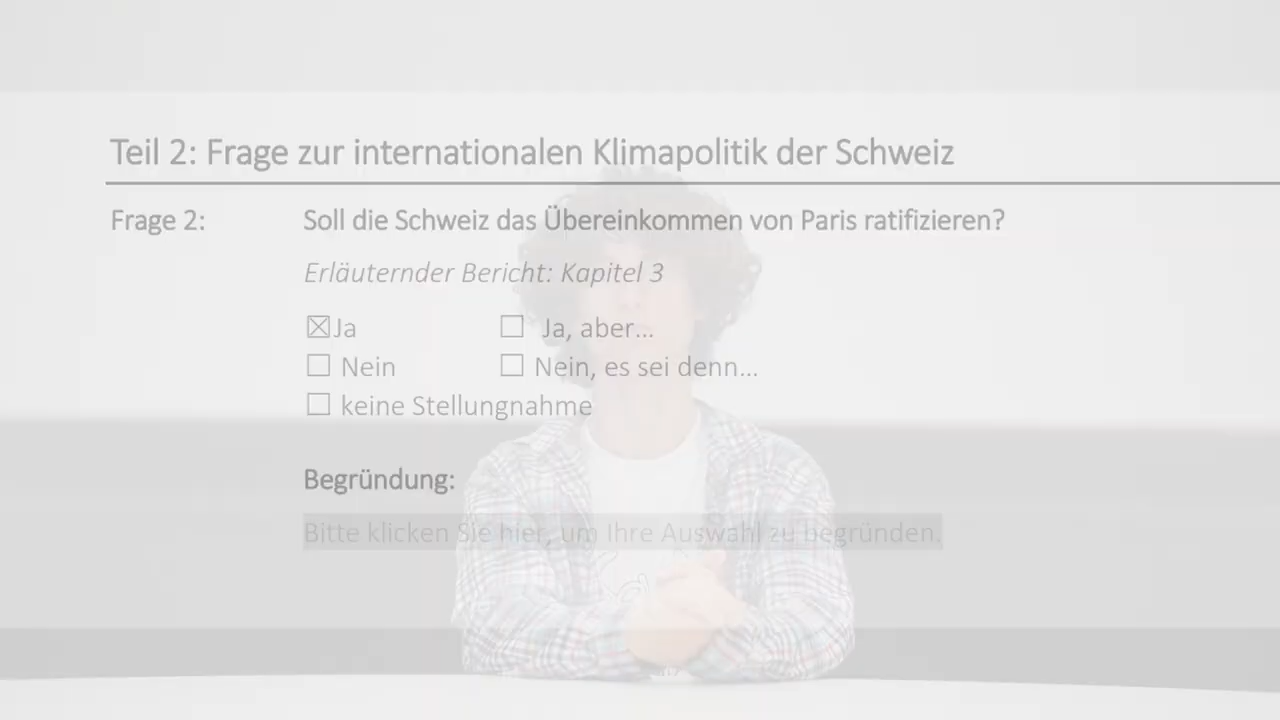 Teil 2: Frage zur internationalen Klimapolitik der Schweiz
Frage 2: Soll die Schweiz das Übereinkommen von Paris ratifizieren?
Erläuternder Bericht: Kapitel 3
☒Ja ☐ Ja, aber...
☐ Nein ☐ Nein, es sei denn...
☐ keine Stellungnahme
Begründung:
Bitte klicken Sie hier, um Ihre Auswahl zu begründen.